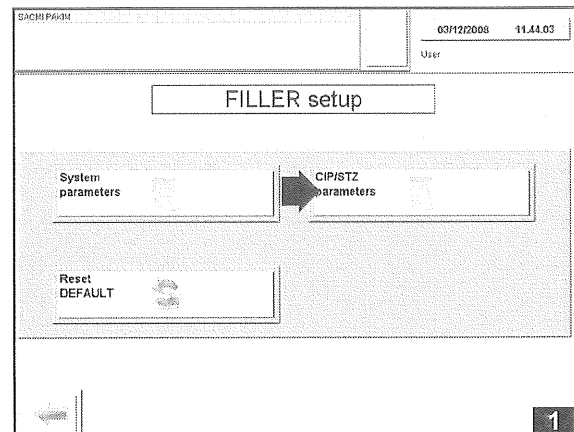 SACMI PAKIM
03/12/2008 11.44.03
User
FILLER setup
System
parameters
CIP/STZ
parameters
Reset
DEFAULT
1